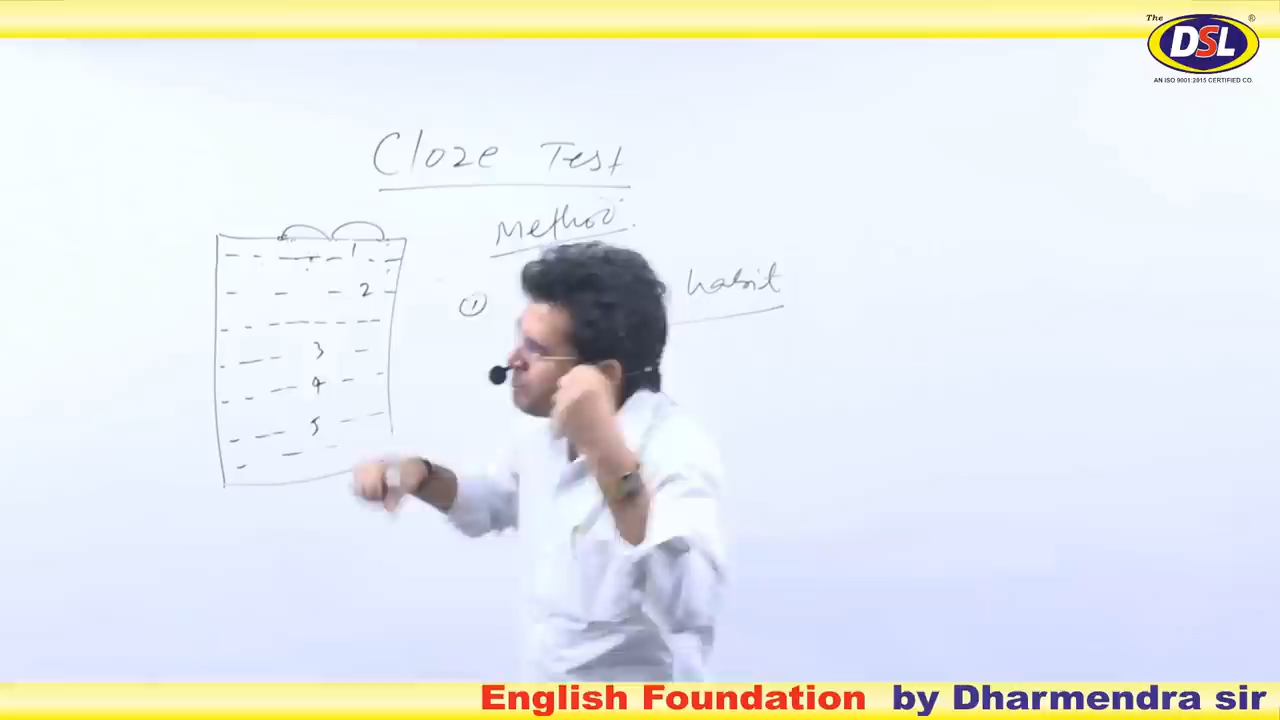 The
®
DSL
AN ISO 9001:2015 CERTIFIED CO.
Cloze Test
Method.
1
2
① habit
3
4
5
English Foundation by Dharmendra sir